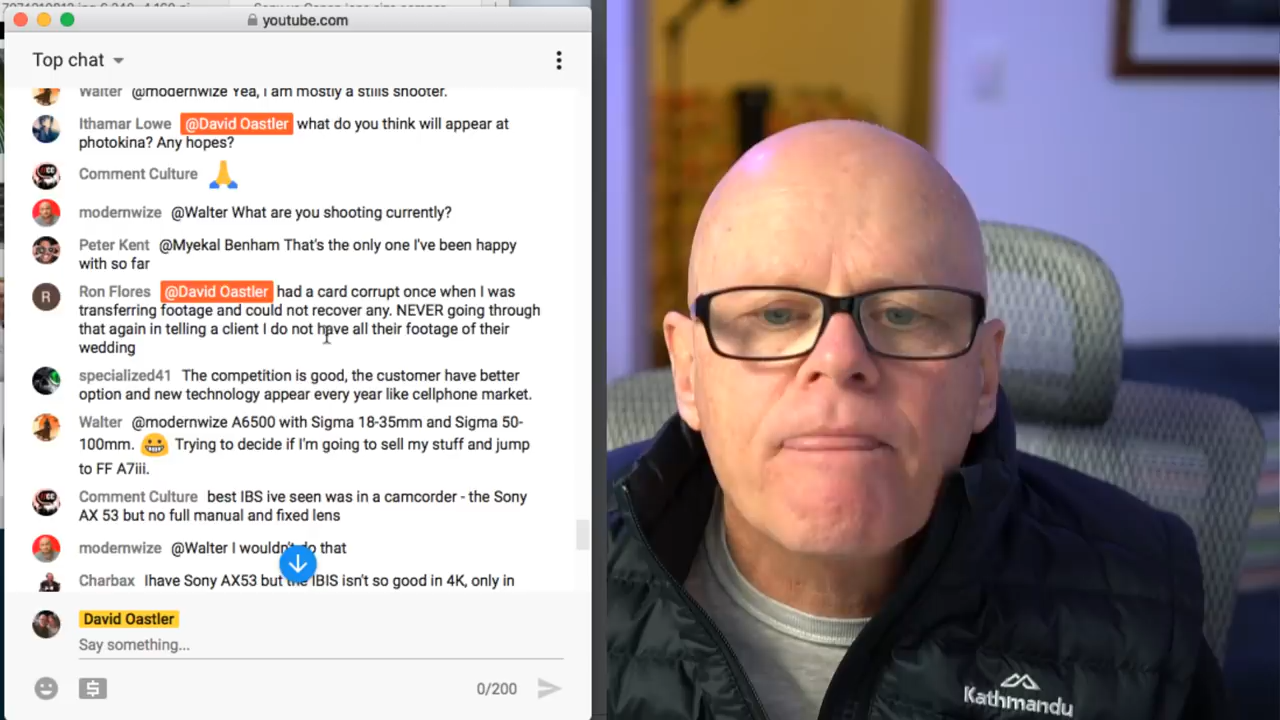 youtube.com
Top chat
Walter @modernwize Yea, I am mostly a stills shooter.
Ithamar Lowe @David Oastler what do you think will appear at
photokina? Any hopes?
Comment Culture
modernwize @Walter What are you shooting currently?
Peter Kent @Myekal Benham That's the only one I've been happy
with so far
R
Ron Flores @David Oastler had a card corrupt once when I was
transferring footage and could not recover any. NEVER going through
that again in telling a client I do not have all their footage of their
wedding
specialized41 The competition is good, the customer have better
option and new technology appear every year like cellphone market.
Walter @modernwize A6500 with Sigma 18-35mm and Sigma 50-
100mm. Trying to decide if I'm going to sell my stuff and jump
to FF A7iii.
Comment Culture best IBS ive seen was in a camcorder - the Sony
AX 53 but no full manual and fixed lens
modernwize @Walter I wouldn't do that
Charbax Ihave Sony AX53 but the IBIS isn't so good in 4K, only in
David Oastler
Say something...
0/200
Kathmandu